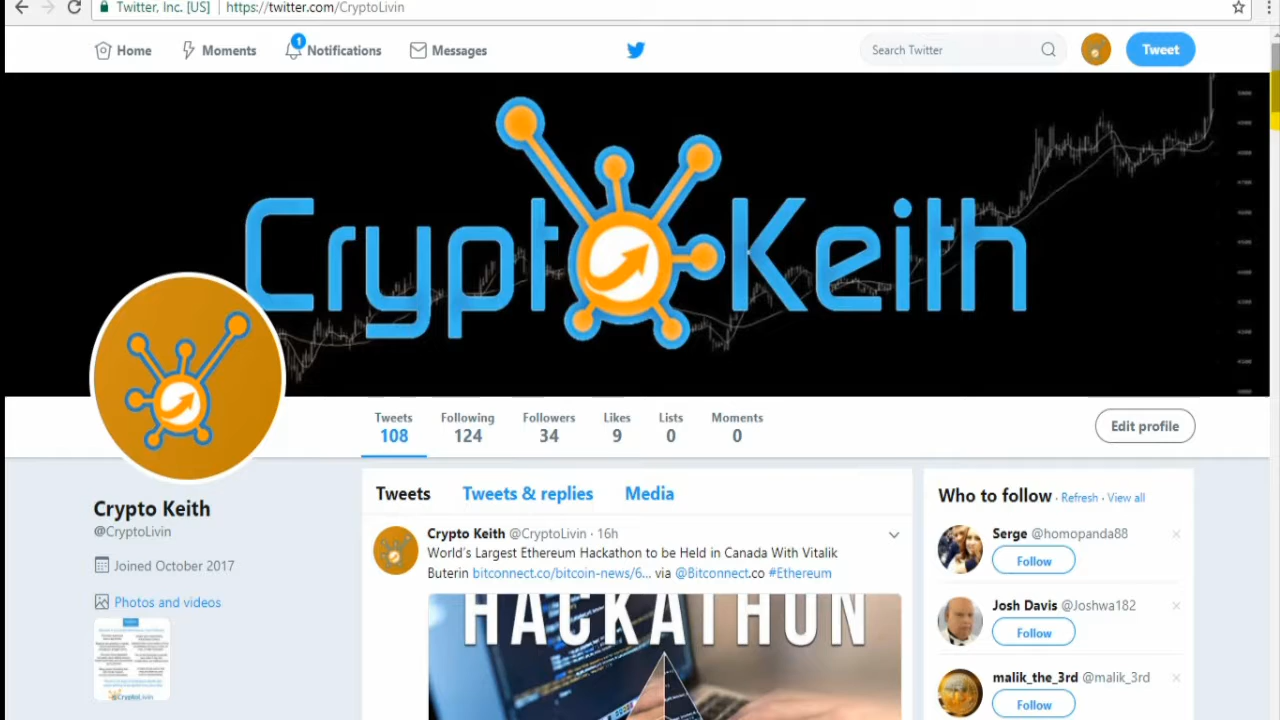 Twitter, Inc. [US] | https://twitter.com/CryptoLivin
Home Moments 1 Notifications Messages Search Twitter Tweet
Crypto Keith
Tweets Following Followers Likes Lists Moments
108 124 34 9 0 0
Edit profile
Crypto Keith
@CryptoLivin
Joined October 2017
Photos and videos
CryptoLivin
Tweets Tweets & replies Media
Crypto Keith @CryptoLivin · 16h
World's Largest Ethereum Hackathon to be Held in Canada With Vitalik
Buterin bitconnect.co/bitcoin-news/6... via @Bitconnect.co #Ethereum
HACKATHON
Who to follow · Refresh · View all
Serge @homopanda88
Follow
Josh Davis @Joshwa182
Follow
malik_the_3rd @malik_3rd
Follow